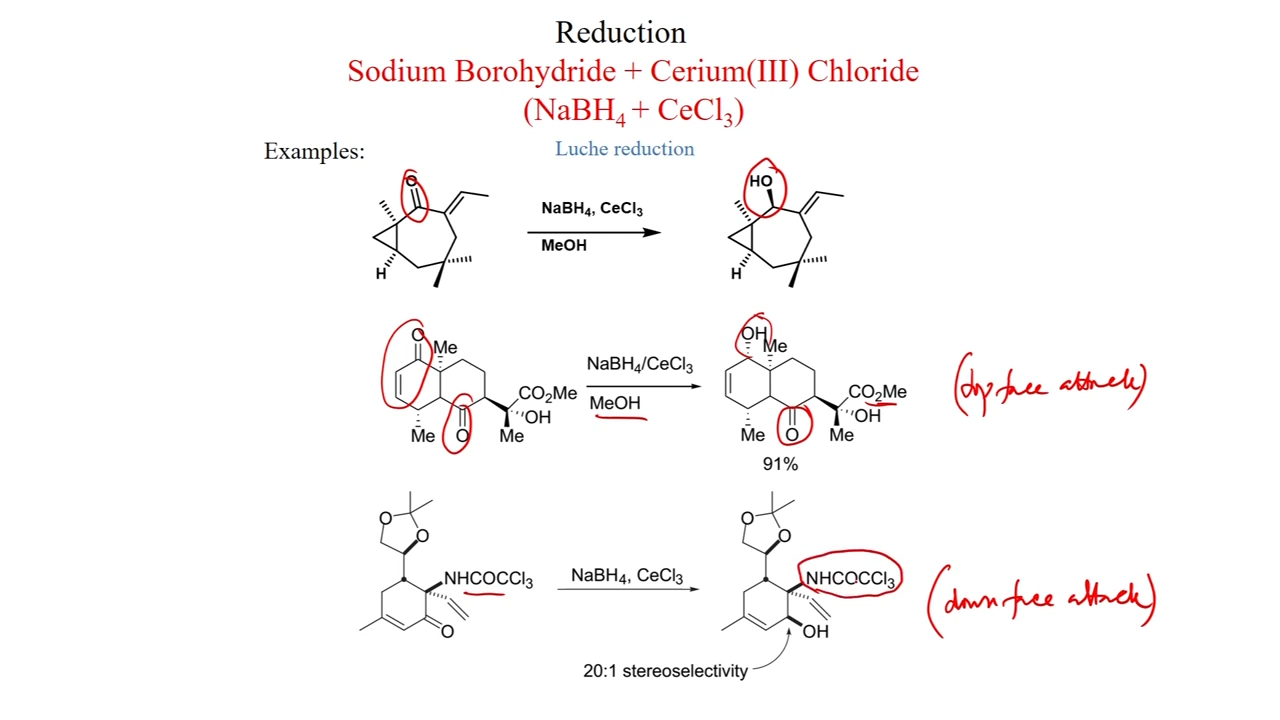 Reduction
Sodium Borohydride + Cerium(III) Chloride
(NaBH4 + CeCl3)
Examples:
Luche reduction
O
H
NaBH4, CeCl3
MeOH
HO
H
O
Me
CO2Me
OH
Me
O
Me
NaBH4/CeCl3
MeOH
OH
Me
CO2Me
OH
Me
O
Me
91%
(top face attack)
O
O
NHCOCCl3
O
NaBH4, CeCl3
O
O
NHCOCCl3
OH
20:1 stereoselectivity
(down face attack)